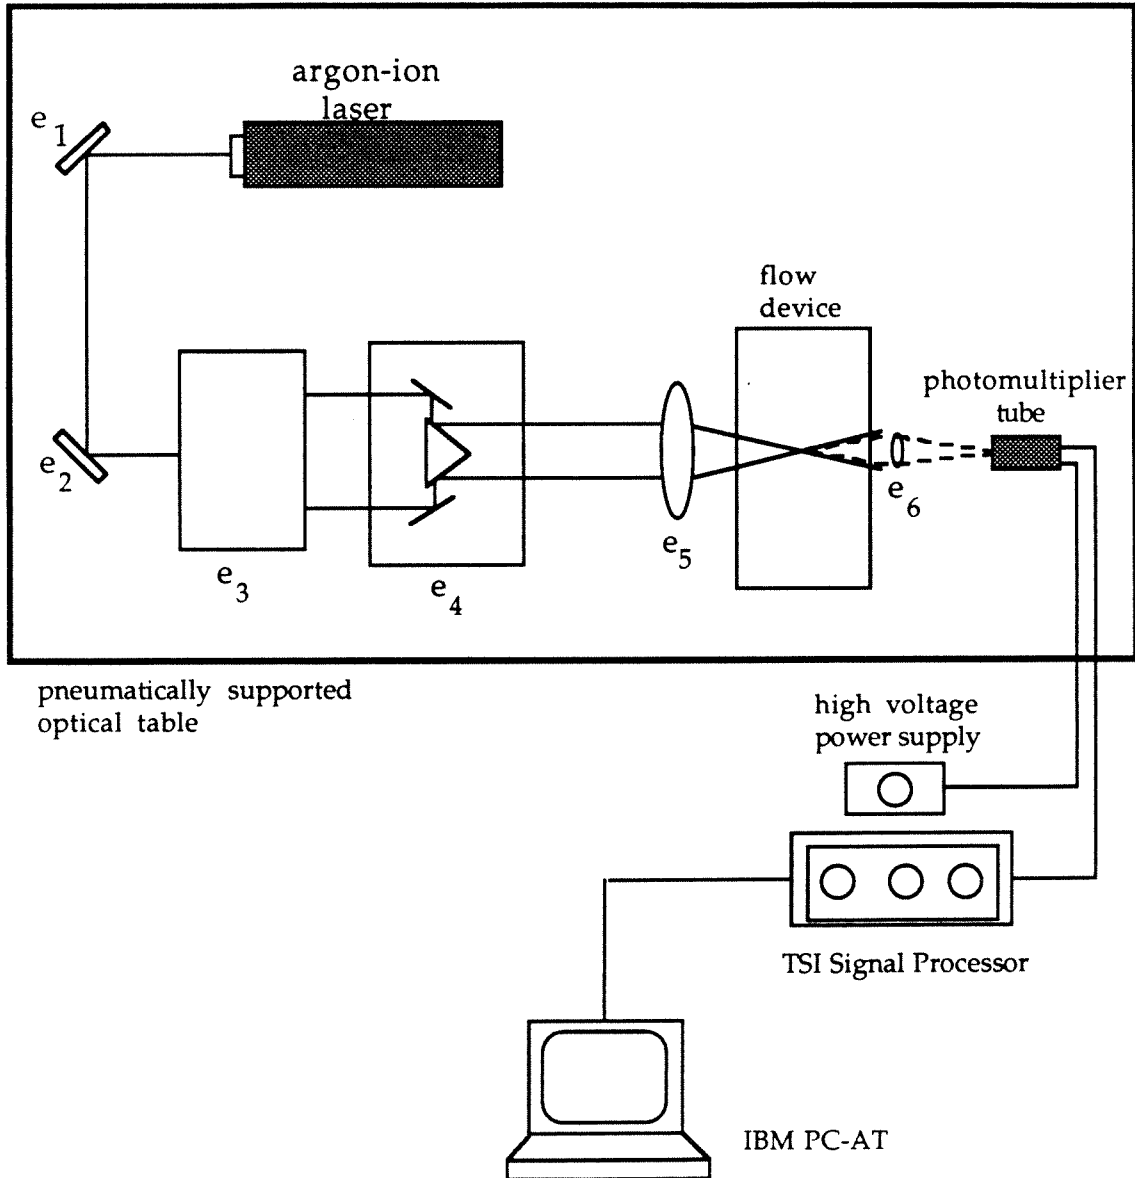 argon-ion
laser
e1
flow
device
photomultiplier
tube
e2
e3
e4
e5
e6
pneumatically supported
optical table
high voltage
power supply
TSI Signal Processor
IBM PC-AT